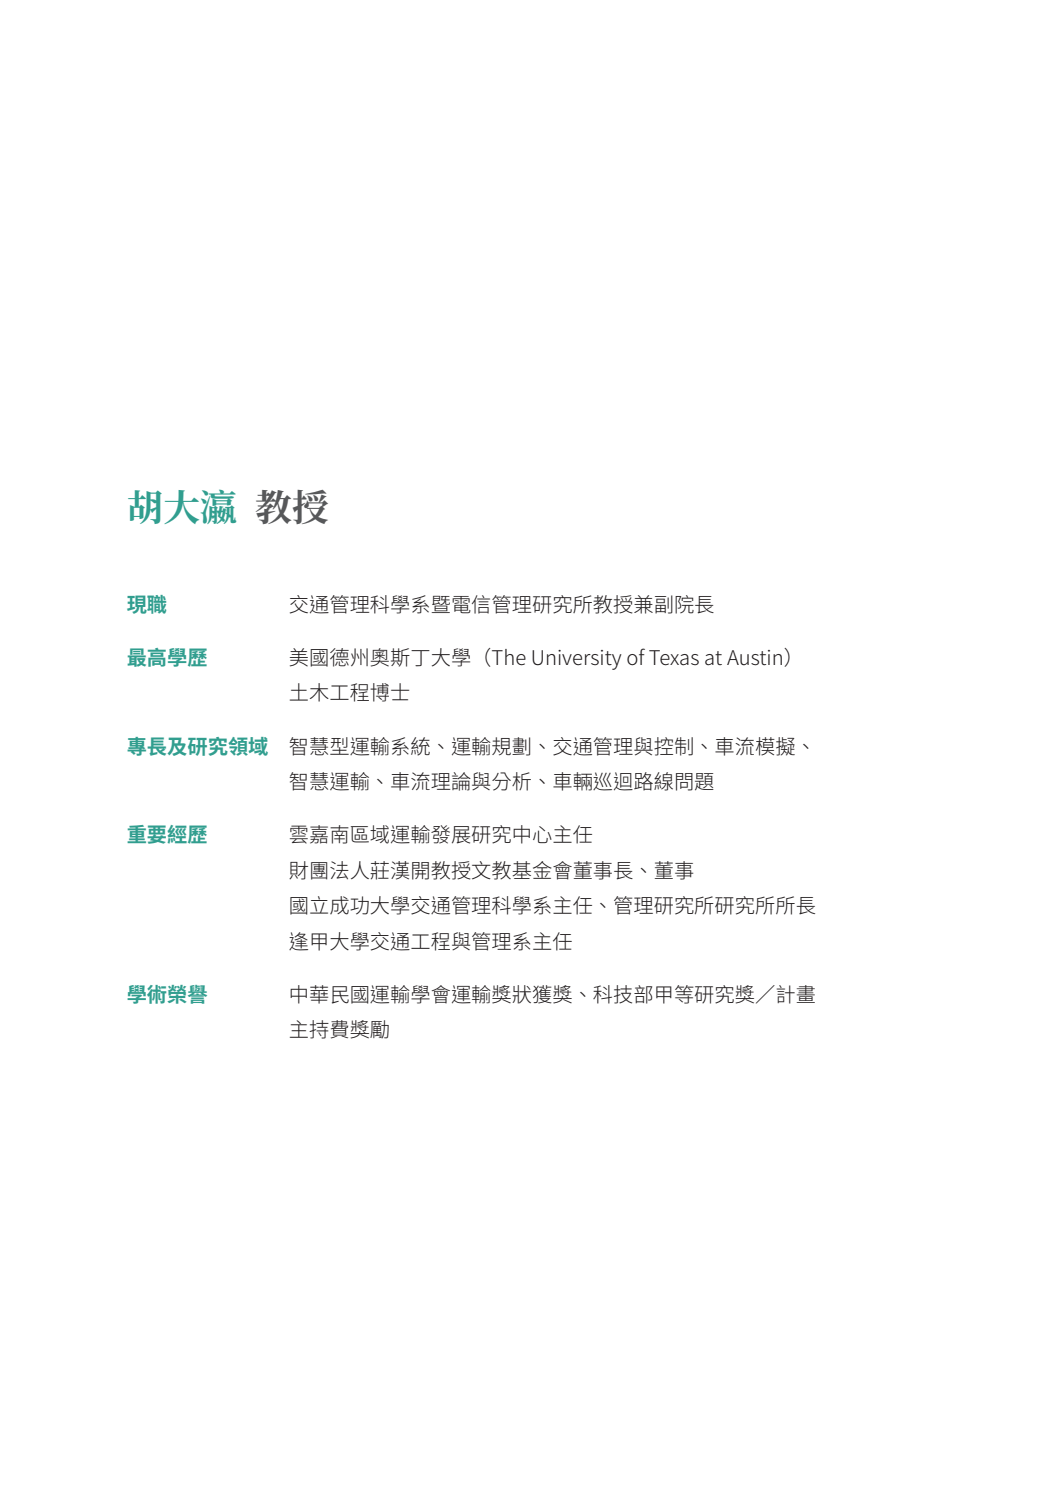 胡大瀛 教授
現職 交通管理科學系暨電信管理研究所教授兼副院長
最高學歷 美國德州奧斯丁大學（The University of Texas at Austin）
土木工程博士
專長及研究領域 智慧型運輸系統、運輸規劃、交通管理與控制、車流模擬、
智慧運輸、車流理論與分析、車輛巡迴路線問題
重要經歷 雲嘉南區域運輸發展研究中心主任
財團法人莊漢開教授文教基金會董事長、董事
國立成功大學交通管理科學系主任、管理研究所研究所所長
逢甲大學交通工程與管理系主任
學術榮譽 中華民國運輸學會運輸獎狀獲獎、科技部甲等研究獎／計畫
主持費獎勵